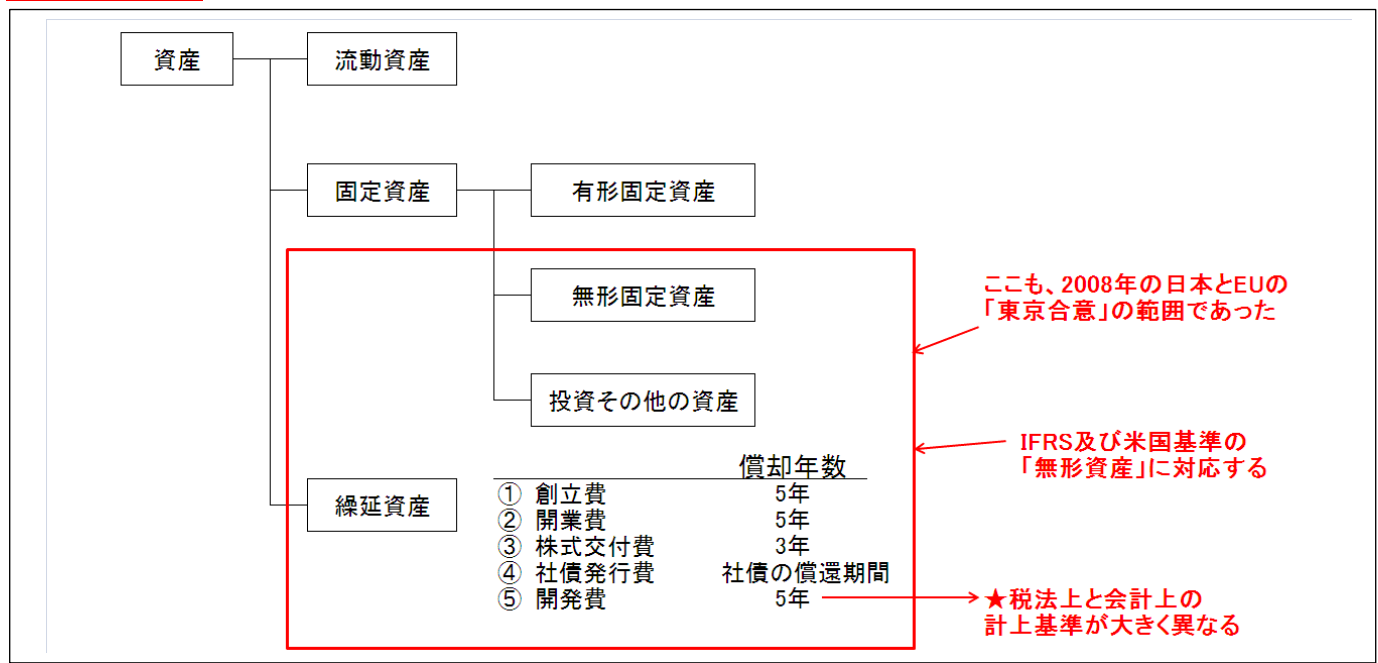 資産
流動資産
固定資産
有形固定資産
無形固定資産
投資その他の資産
繰延資産
償却年数
① 創立費 5年
② 開業費 5年
③ 株式交付費 3年
④ 社債発行費 社債の償還期間
⑤ 開発費 5年
ここも、2008年の日本とEUの
「東京合意」の範囲であった
IFRS及び米国基準の
「無形資産」に対応する
★税法上と会計上の
計上基準が大きく異なる